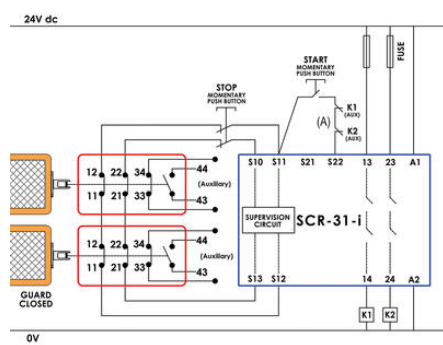 24V dc
START
MOMENTARY
PUSH BUTTON
FUSE
STOP
MOMENTARY
PUSH BUTTON
K1
(AUX)
(A)
K2
(AUX)
12 22 34
44
(Auxiliary)
11 21 33
43
S10 S11 S21 S22 13 23 A1
SUPERVISION
CIRCUIT
SCR-31-i
12 22 34
44
(Auxiliary)
11 21 33
43
S13 S12 14 24 A2
GUARD
CLOSED
K1 K2
0V